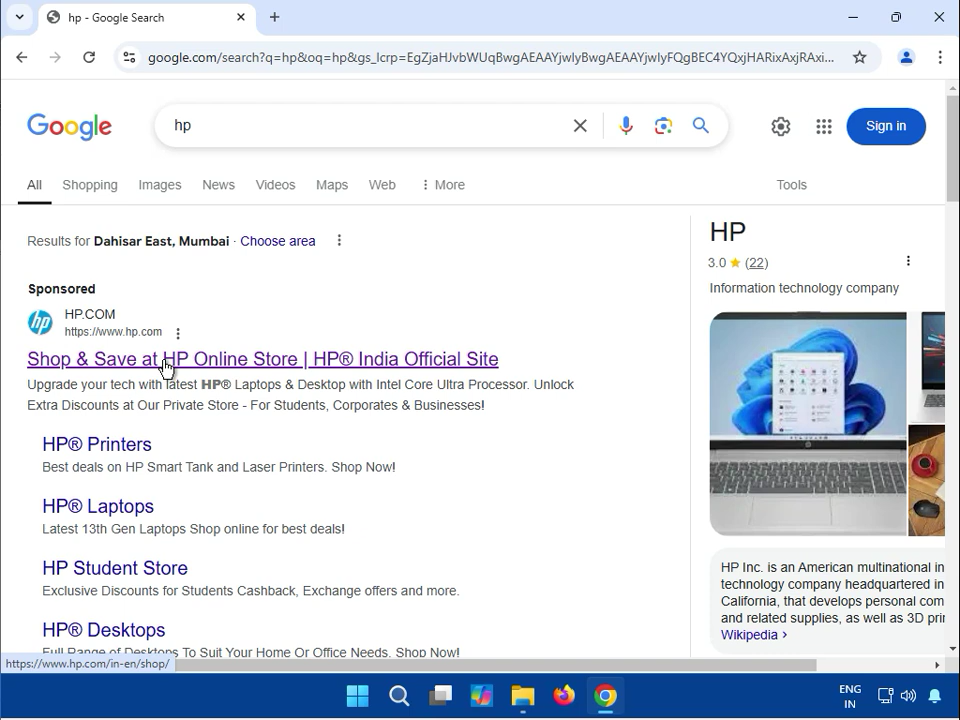 hp - Google Search
google.com/search?q=hp&oq=hp&gs_lcrp=EgZjaHJvbWUqBwgAEAAYjwIyBwgAEAAYjwIyFQgBEC4YQxjHARixAxjRAxi...
Google
hp
Sign in
All
Shopping
Images
News
Videos
Maps
Web
More
Tools
Results for Dahisar East, Mumbai · Choose area
Sponsored
hp
HP.COM
https://www.hp.com
Shop & Save at HP Online Store | HP® India Official Site
Upgrade your tech with latest HP® Laptops & Desktop with Intel Core Ultra Processor. Unlock
Extra Discounts at Our Private Store - For Students, Corporates & Businesses!
HP® Printers
Best deals on HP Smart Tank and Laser Printers. Shop Now!
HP® Laptops
Latest 13th Gen Laptops Shop online for best deals!
HP Student Store
Exclusive Discounts for Students Cashback, Exchange offers and more.
HP® Desktops
Full Range of Desktops To Suit Your Home Or Office Needs. Shop Now!
HP
3.0 ★ (22)
Information technology company
HP Inc. is an American multinational in
technology company headquartered in
California, that develops personal com
and related supplies, as well as 3D prin
Wikipedia ›
https://www.hp.com/in-en/shop/
ENG
IN